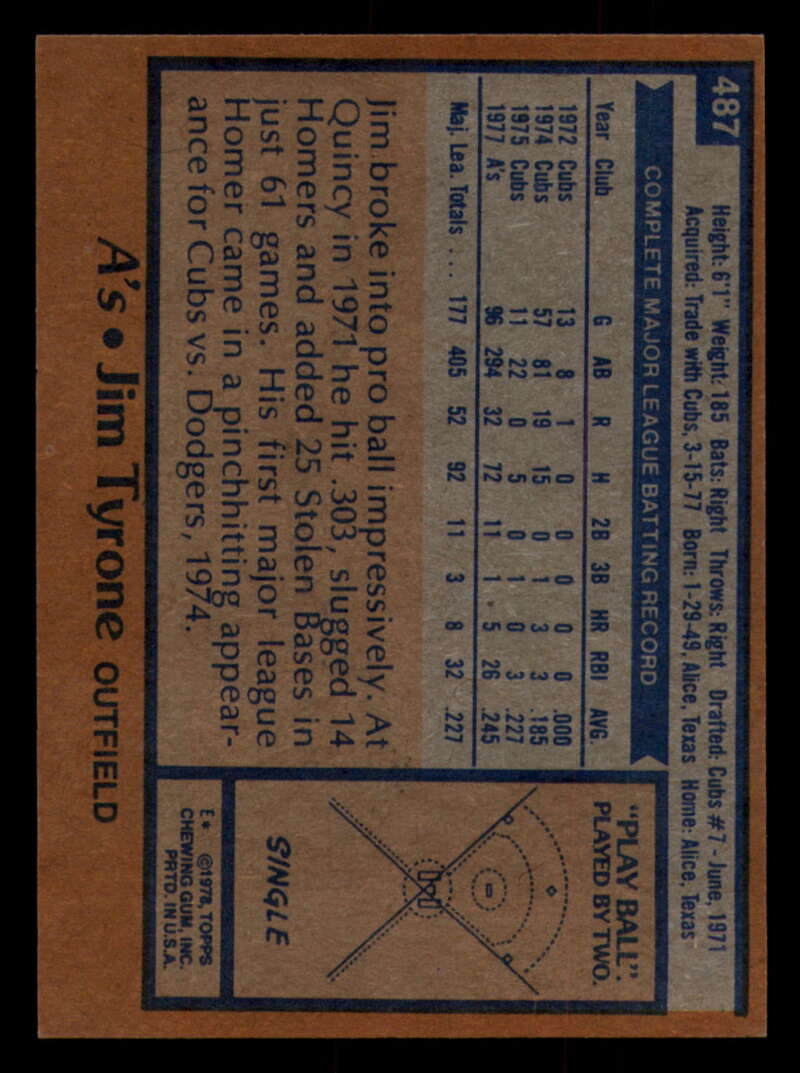 487
Height: 6'1" Weight: 185 Bats: Right Throws: Right Drafted: Cubs #7 - June, 1971
Acquired: Trade with Cubs, 3-15-77 Born: 1-29-49, Alice, Texas Home: Alice, Texas
COMPLETE MAJOR LEAGUE BATTING RECORD
Year Club G AB R H 2B 3B HR RBI AVG.
1972 Cubs 13 8 1 0 0 0 0 0 .000
1974 Cubs 57 81 19 15 0 1 3 3 .185
1975 Cubs 11 22 0 5 0 1 0 3 .227
1977 A's 96 294 32 72 11 1 5 26 .245
Maj. Lea. Totals ... 177 405 52 92 11 3 8 32 .227
Jim broke into pro ball impressively. At
Quincy in 1971 he hit .303, slugged 14
Homers and added 25 Stolen Bases in
just 61 games. His first major league
Homer came in a pinchhitting appear-
ance for Cubs vs. Dodgers, 1974.
"PLAY BALL"
PLAYED BY TWO.
SINGLE
E* ©1978, TOPPS
CHEWING GUM, INC.
PRTD. IN U.S.A.
A's • Jim Tyrone OUTFIELD